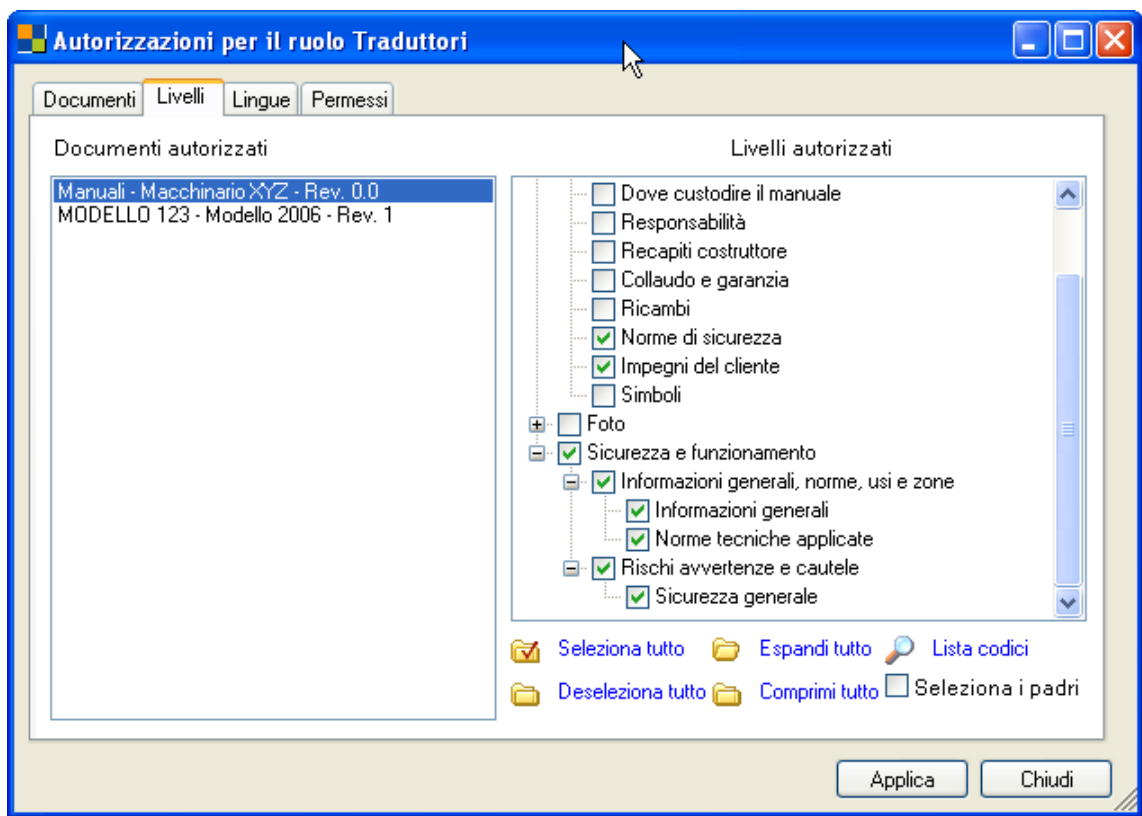 Autorizzazioni per il ruolo Traduttori
Documenti Livelli Lingue Permessi
Documenti autorizzati
Manuali - Macchinario XYZ - Rev. 0.0
MODELLO 123 - Modello 2006 - Rev. 1
Livelli autorizzati
Dove custodire il manuale
Responsabilità
Recapiti costruttore
Collaudo e garanzia
Ricambi
Norme di sicurezza
Impegni del cliente
Simboli
Foto
Sicurezza e funzionamento
Informazioni generali, norme, usi e zone
Informazioni generali
Norme tecniche applicate
Rischi avvertenze e cautele
Sicurezza generale
Seleziona tutto Espandi tutto Lista codici
Deseleziona tutto Comprimi tutto Seleziona i padri
Applica Chiudi